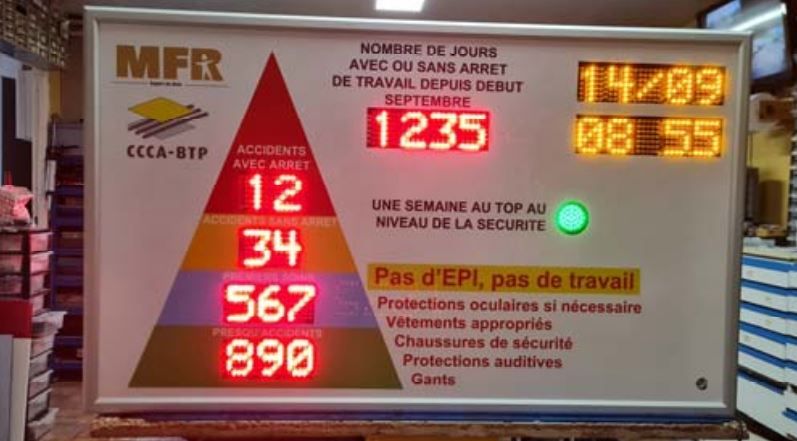 MFR
CCCA-BTP
NOMBRE DE JOURS
AVEC OU SANS ARRET
DE TRAVAIL DEPUIS DEBUT
SEPTEMBRE
1235
14/09
08 55
ACCIDENTS
AVEC ARRET
12
ACCIDENTS SANS ARRET
34
PREMIERS SOINS
567
PRESQU'ACCIDENTS
890
UNE SEMAINE AU TOP AU
NIVEAU DE LA SECURITE
Pas d'EPI, pas de travail
Protections oculaires si nécessaire
Vêtements appropriés
Chaussures de sécurité
Protections auditives
Gants